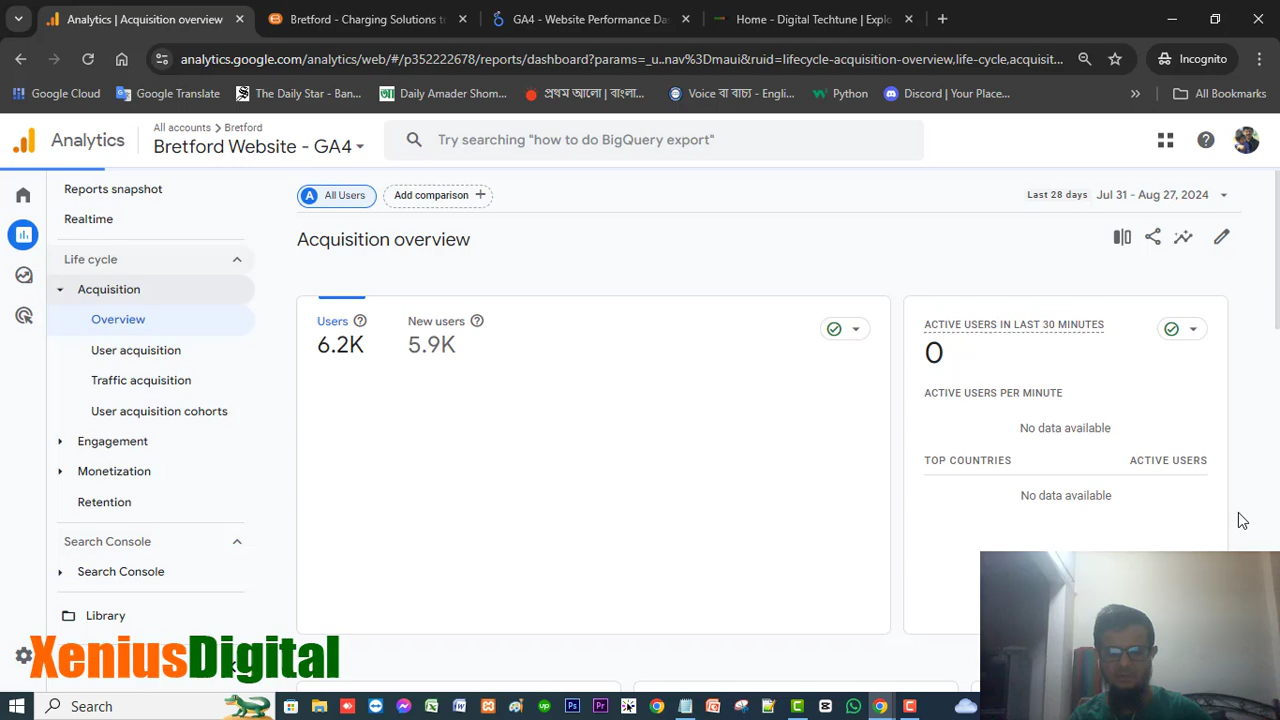 Analytics | Acquisition overview
Bretford - Charging Solutions t
GA4 - Website Performance Da
Home - Digital Techtune | Explo
analytics.google.com/analytics/web/#/p352222678/reports/dashboard?params=_u..nav%3Dmaui&ruid=lifecycle-acquisition-overview,life-cycle,acquisit...
Incognito
Google Cloud
Google Translate
The Daily Star - Ban...
Daily Amader Shom...
প্রথম আলো | বাংলা...
Voice বা বাচ্য - Engli...
Python
Discord | Your Place...
All Bookmarks
Analytics
All accounts > Bretford
Bretford Website - GA4
Try searching "how to do BigQuery export"
Reports snapshot
Realtime
Life cycle
Acquisition
Overview
User acquisition
Traffic acquisition
User acquisition cohorts
Engagement
Monetization
Retention
Search Console
Search Console
Library
A All Users
Add comparison +
Last 28 days Jul 31 - Aug 27, 2024
Acquisition overview
Users
6.2K
New users
5.9K
ACTIVE USERS IN LAST 30 MINUTES
0
ACTIVE USERS PER MINUTE
No data available
TOP COUNTRIES ACTIVE USERS
No data available
XeniusDigital
Search